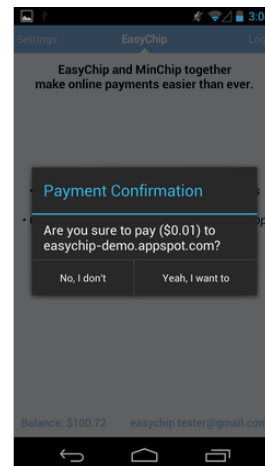 3:0
Settings EasyChip Log
EasyChip and MinChip together
make online payments easier than ever.
Payment Confirmation
Are you sure to pay ($0.01) to
easychip-demo.appspot.com?
No, I don't Yeah, I want to
Balance: $100.72 easychip.tester@gmail.com